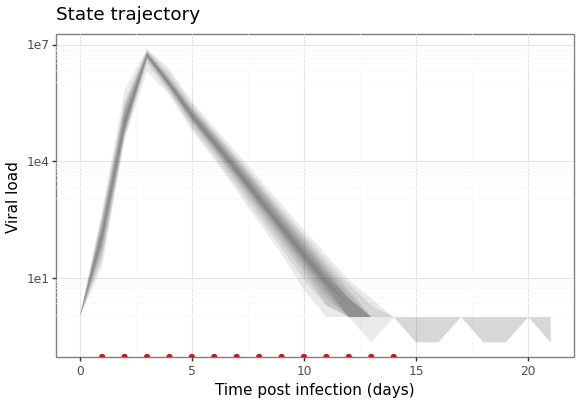 State trajectory
1e7
1e4
1e1
Viral load
0 5 10 15 20
Time post infection (days)